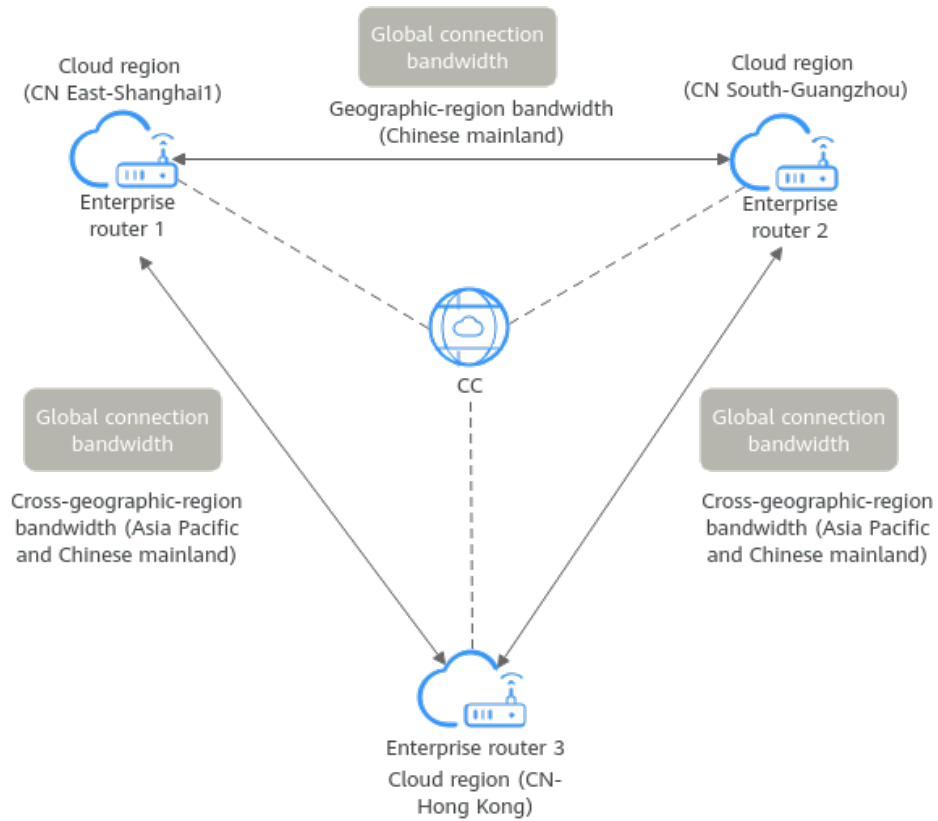 Global connection
bandwidth
Cloud region
(CN East-Shanghai1)
Cloud region
(CN South-Guangzhou)
Geographic-region bandwidth
(Chinese mainland)
Enterprise
router 1
Enterprise
router 2
CC
Global connection
bandwidth
Global connection
bandwidth
Cross-geographic-region
bandwidth (Asia Pacific
and Chinese mainland)
Cross-geographic-region
bandwidth (Asia Pacific
and Chinese mainland)
Enterprise router 3
Cloud region (CN-
Hong Kong)